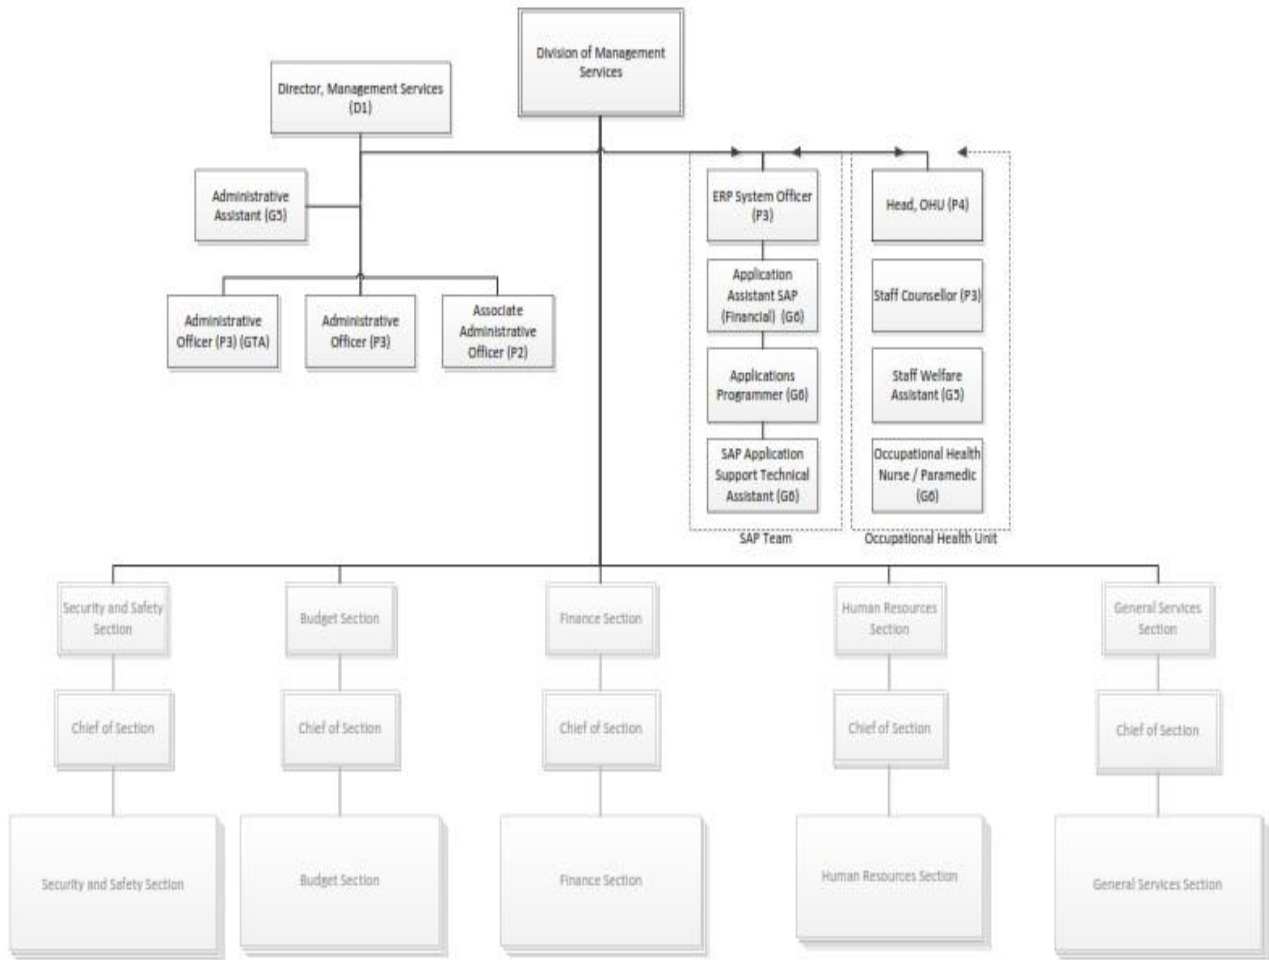 Division of Management
Services
Director, Management Services
(D1)
Administrative
Assistant (G5)
ERP System Officer
(P3)
Head, OHU (P4)
Application
Assistant SAP
(Financial) (G6)
Staff Counsellor (P3)
Administrative
Officer (P3) (GTA)
Administrative
Officer (P3)
Associate
Administrative
Officer (P2)
Applications
Programmer (G6)
Staff Welfare
Assistant (G5)
SAP Application
Support Technical
Assistant (G6)
Occupational Health
Nurse / Paramedic
(G6)
SAP Team
Occupational Health Unit
Security and Safety
Section
Budget Section
Finance Section
Human Resources
Section
General Services
Section
Chief of Section
Chief of Section
Chief of Section
Chief of Section
Chief of Section
Security and Safety Section
Budget Section
Finance Section
Human Resources Section
General Services Section